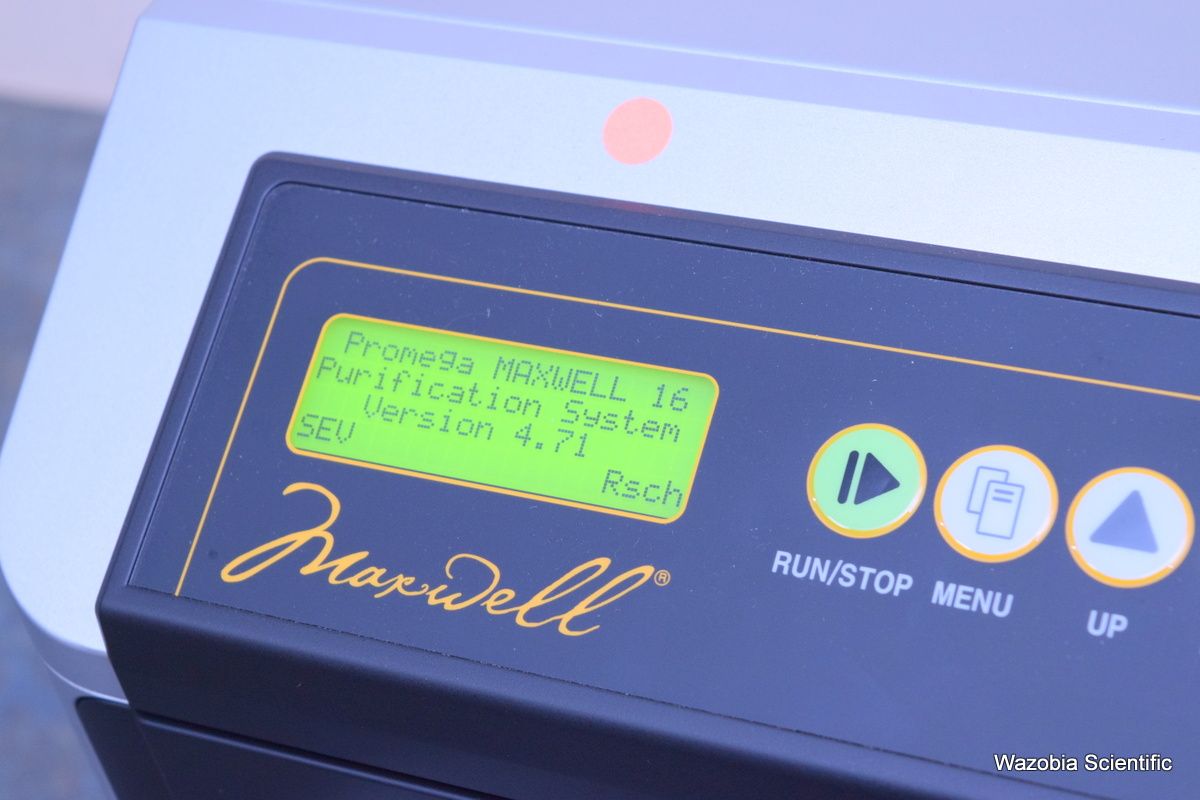 Promega MAXWELL 16
Purification System
Version 4.71
SEV
Rsch
Maxwell®
RUN/STOP MENU UP
Wazobia Scientific